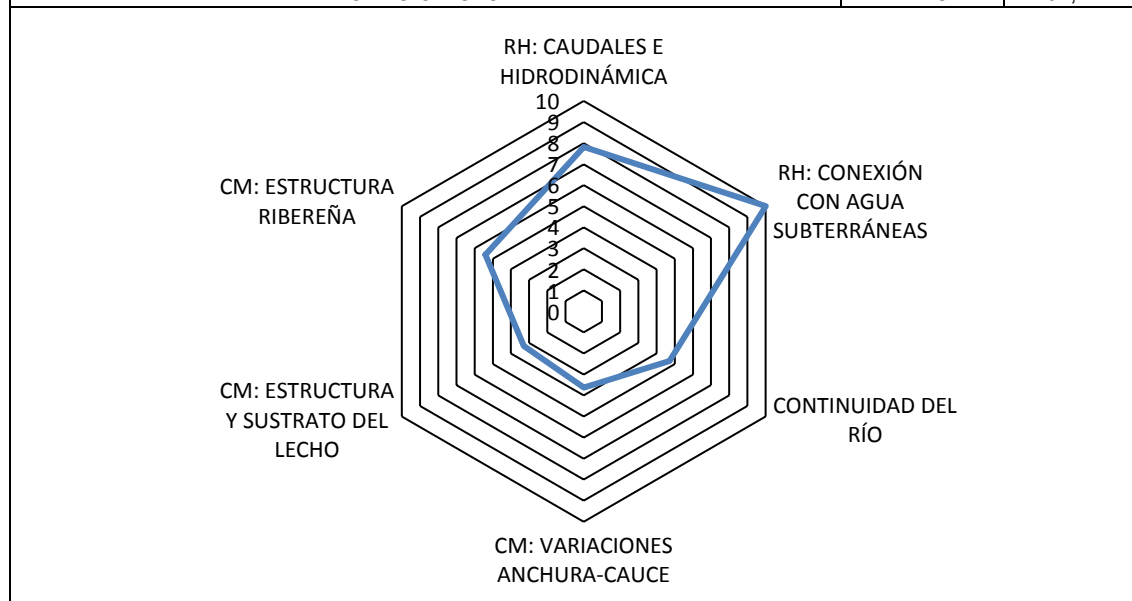 RH: CAUDALES E
HIDRODINÁMICA
10
9
8
7
6
5
4
3
2
1
0
RH: CONEXIÓN
CON AGUA
SUBTERRÁNEAS
CM: ESTRUCTURA
RIBEREÑA
CM: ESTRUCTURA
Y SUSTRATO DEL
LECHO
CONTINUIDAD DEL
RÍO
CM: VARIACIONES
ANCHURA-CAUCE